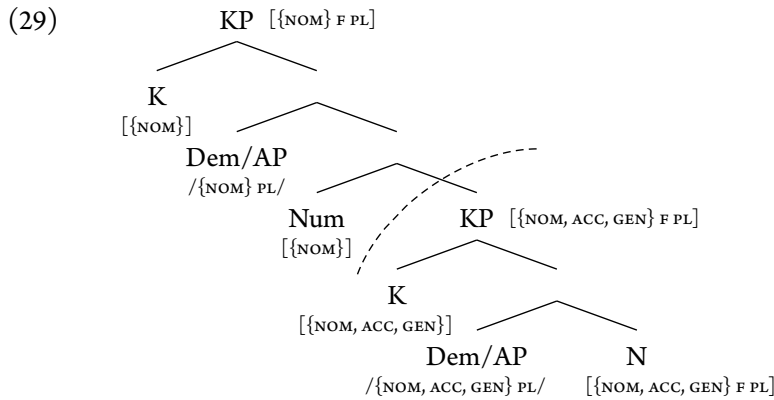 (29)
KP [{NOM} F PL]
K
[{NOM}]
Dem/AP
/{NOM} PL/
Num
[{NOM}]
KP [{NOM, ACC, GEN} F PL]
K
[{NOM, ACC, GEN}]
Dem/AP
/{NOM, ACC, GEN} PL/
N
[{NOM, ACC, GEN} F PL]